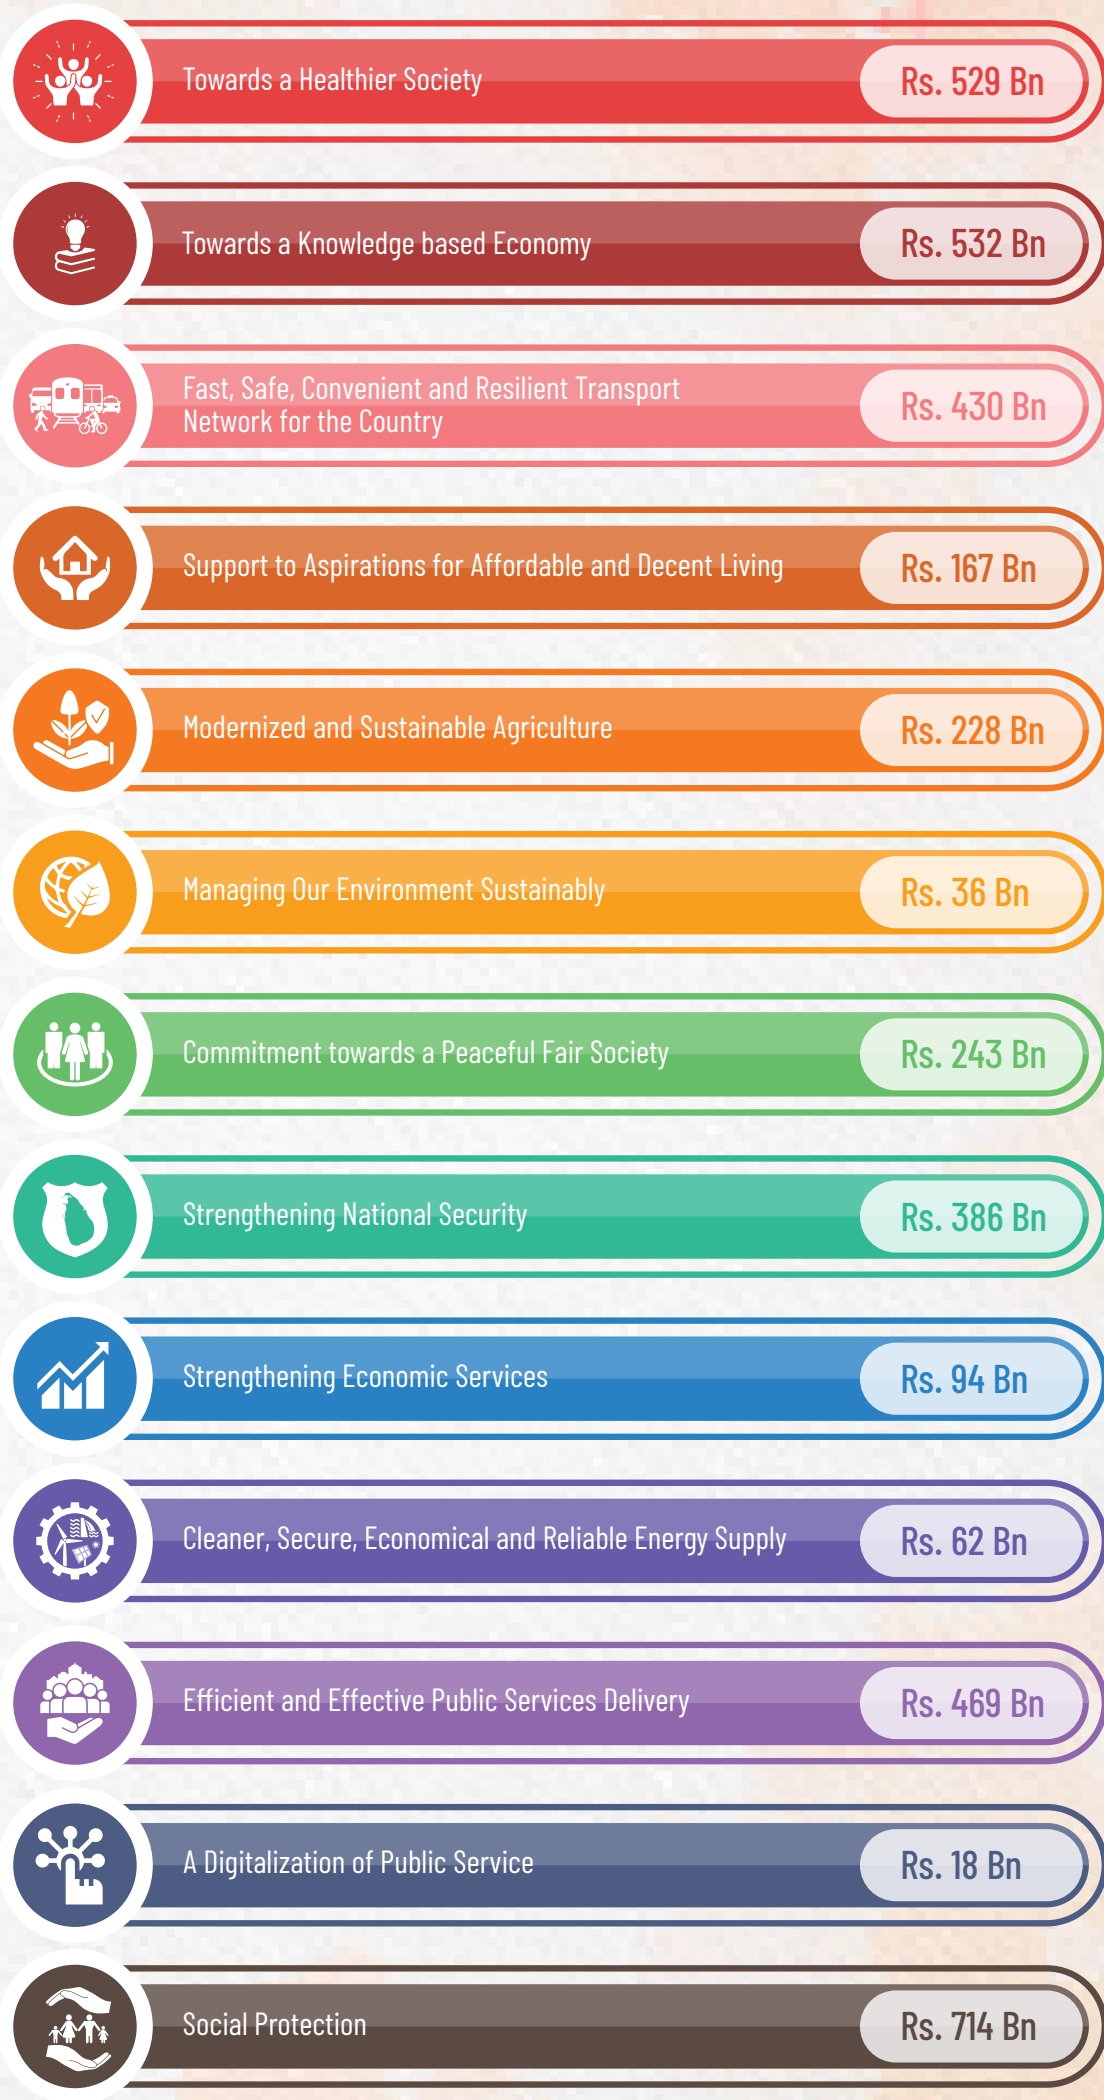 Towards a Healthier Society
Rs. 529 Bn
Towards a Knowledge based Economy
Rs. 532 Bn
Fast, Safe, Convenient and Resilient Transport
Network for the Country
Rs. 430 Bn
Support to Aspirations for Affordable and Decent Living
Rs. 167 Bn
Modernized and Sustainable Agriculture
Rs. 228 Bn
Managing Our Environment Sustainably
Rs. 36 Bn
Commitment towards a Peaceful Fair Society
Rs. 243 Bn
Strengthening National Security
Rs. 386 Bn
Strengthening Economic Services
Rs. 94 Bn
Cleaner, Secure, Economical and Reliable Energy Supply
Rs. 62 Bn
Efficient and Effective Public Services Delivery
Rs. 469 Bn
A Digitalization of Public Service
Rs. 18 Bn
Social Protection
Rs. 714 Bn